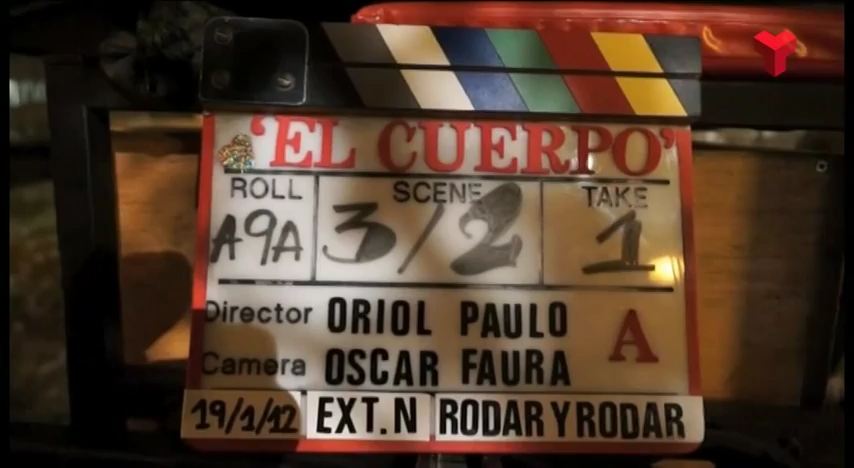 'EL CUERPO'
ROLL SCENE TAKE
A9A 3/2 1
Director ORIOL PAULO A
Camera OSCAR FAURA
19/1/12 EXT.N RODAR Y RODAR